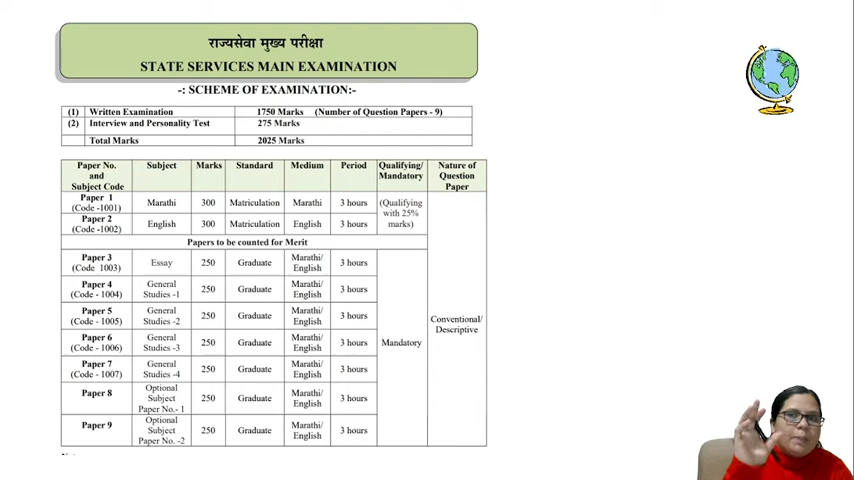 राज्यसेवा मुख्य परीक्षा
STATE SERVICES MAIN EXAMINATION
-: SCHEME OF EXAMINATION:-
(1) Written Examination 1750 Marks (Number of Question Papers - 9)
(2) Interview and Personality Test 275 Marks
Total Marks 2025 Marks
Paper No. and Subject Code Subject Marks Standard Medium Period Qualifying/ Mandatory Nature of Question Paper
Paper 1 (Code -1001) Marathi 300 Matriculation Marathi 3 hours (Qualifying with 25% marks)
Paper 2 (Code -1002) English 300 Matriculation English 3 hours
Papers to be counted for Merit
Paper 3 (Code 1003) Essay 250 Graduate Marathi/ English 3 hours
Paper 4 (Code - 1004) General Studies -1 250 Graduate Marathi/ English 3 hours
Paper 5 (Code - 1005) General Studies -2 250 Graduate Marathi/ English 3 hours Conventional/ Descriptive
Paper 6 (Code - 1006) General Studies -3 250 Graduate Marathi/ English 3 hours Mandatory
Paper 7 (Code - 1007) General Studies -4 250 Graduate Marathi/ English 3 hours
Paper 8 Optional Subject Paper No.- 1 250 Graduate Marathi/ English 3 hours
Paper 9 Optional Subject Paper No. -2 250 Graduate Marathi/ English 3 hours